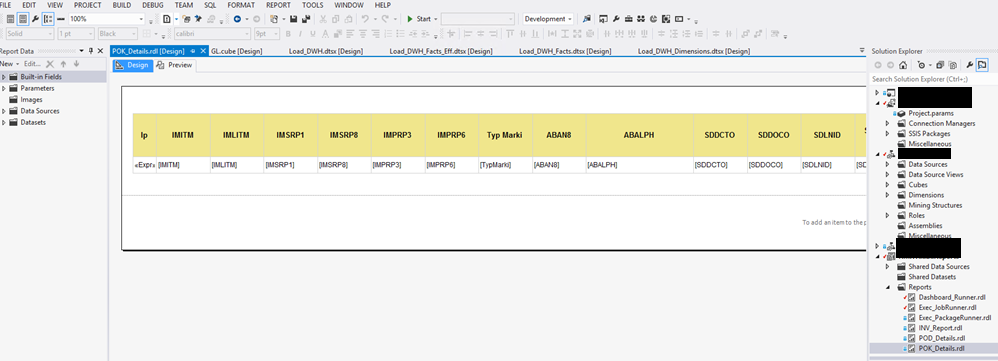 FILE EDIT VIEW PROJECT BUILD DEBUG TEAM SQL FORMAT REPORT TOOLS WINDOW HELP
100% Start Development
Solid 1 pt Black calibri 9pt B I U A
Report Data
New Edit...
Built-in Fields
Parameters
Images
Data Sources
Datasets
POK_Details.rdl [Design] GL.cube [Design] Load_DWH.dtsx [Design] Load_DWH_Facts_Eff.dtsx [Design] Load_DWH_Facts.dtsx [Design] Load_DWH_Dimensions.dtsx [Design]
Design Preview
lp IMITM IMLITM IMSRP1 IMSRP8 IMPRP3 IMPRP6 Typ Marki ABAN8 ABALPH SDDCTO SDDOCO SDLNID
«Expr» [IMITM] [IMLITM] [IMSRP1] [IMSRP8] [IMPRP3] [IMPRP6] [TypMarki] [ABAN8] [ABALPH] [SDDCTO] [SDDOCO] [SDLNID]
To add an item to the p
Solution Explorer
Search Solution Explorer (Ctrl+;)
Project.params
Connection Managers
SSIS Packages
Miscellaneous
Data Sources
Data Source Views
Cubes
Dimensions
Mining Structures
Roles
Assemblies
Miscellaneous
Shared Data Sources
Shared Datasets
Reports
Dashboard_Runner.rdl
Exec_JobRunner.rdl
Exec_PackageRunner.rdl
INV_Report.rdl
POD_Details.rdl
POK_Details.rdl